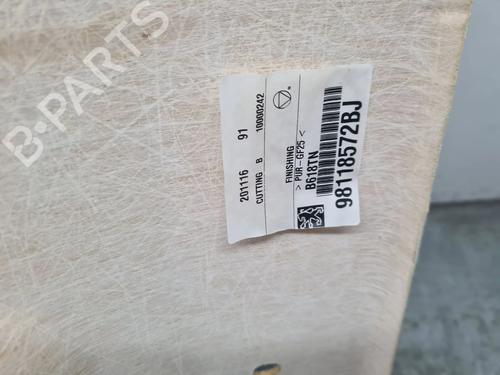 B-PARTS
201116 91
CUTTING B 10000242
FINISHING
> PUR-GF25 <
B618TN
98118572BJ